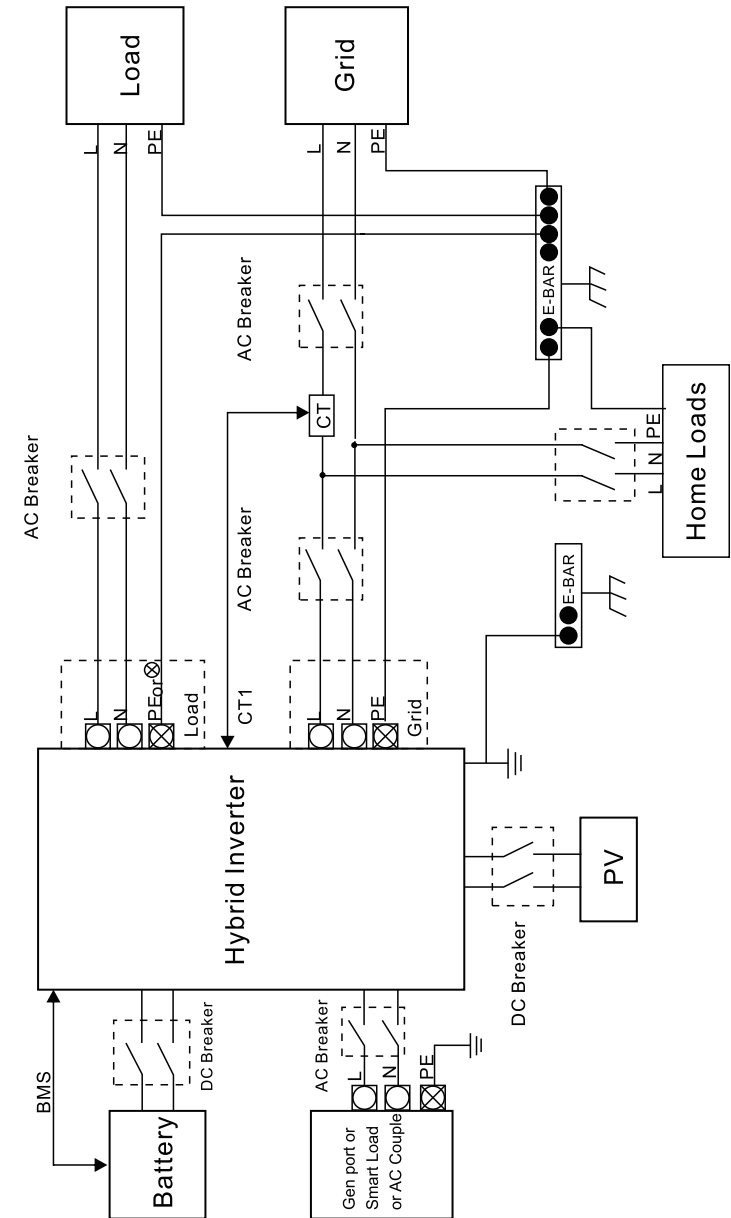 Load
Grid
L
N
PE
L
N
PE
AC Breaker
E-BAR
CT
AC Breaker
AC Breaker
PE
N
L
Home Loads
E-BAR
L
N
PE
or
Load
CT1
L
N
PE
Grid
Hybrid Inverter
PV
DC Breaker
BMS
DC Breaker
AC Breaker
L
N
PE
Battery
Gen port or
Smart Load
or AC Couple